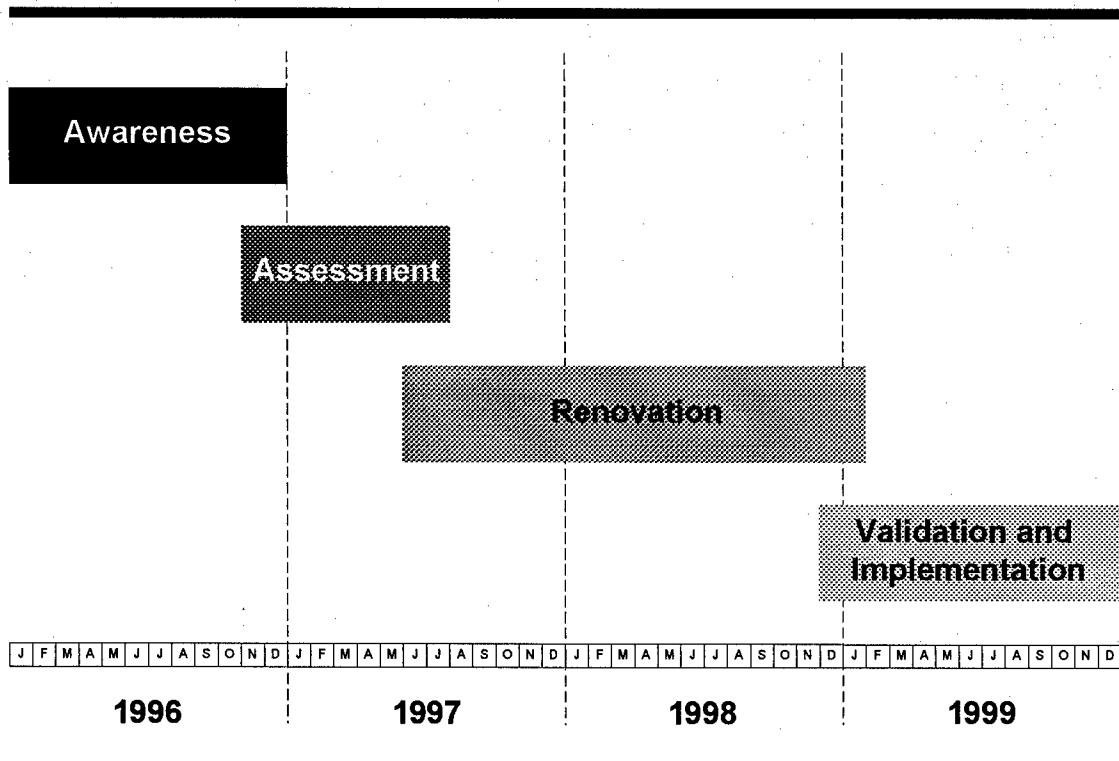 Awareness
Assessment
Renovation
Validation and
Implementation
J F M A M J J A S O N D J F M A M J J A S O N D J F M A M J J A S O N D J F M A M J J A S O N D
1996 1997 1998 1999